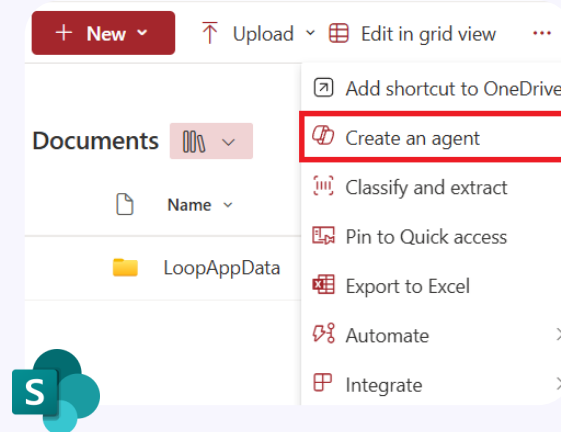 + New
Upload
Edit in grid view
...
Add shortcut to OneDrive
Documents
Create an agent
Classify and extract
Name
Pin to Quick access
LoopAppData
Export to Excel
Automate
Integrate
S